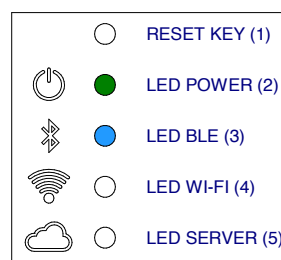 RESET KEY (1)
LED POWER (2)
LED BLE (3)
LED WI-FI (4)
LED SERVER (5)